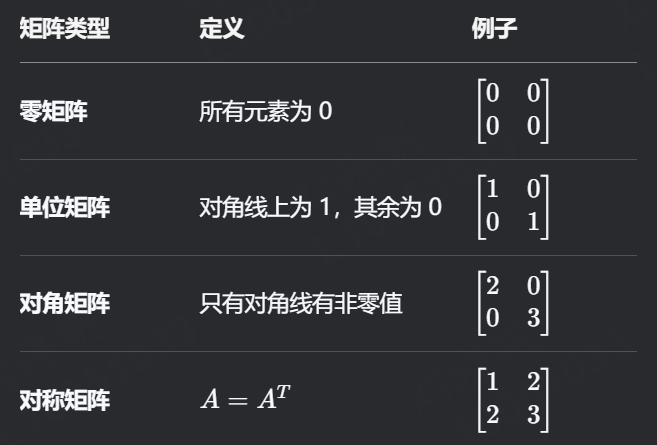 矩阵类型 定义 例子
零矩阵 所有元素为 0 [0 0
0 0]
单位矩阵 对角线上为 1，其余为 0 [1 0
0 1]
对角矩阵 只有对角线有非零值 [2 0
0 3]
对称矩阵 A = A^T [1 2
2 3]